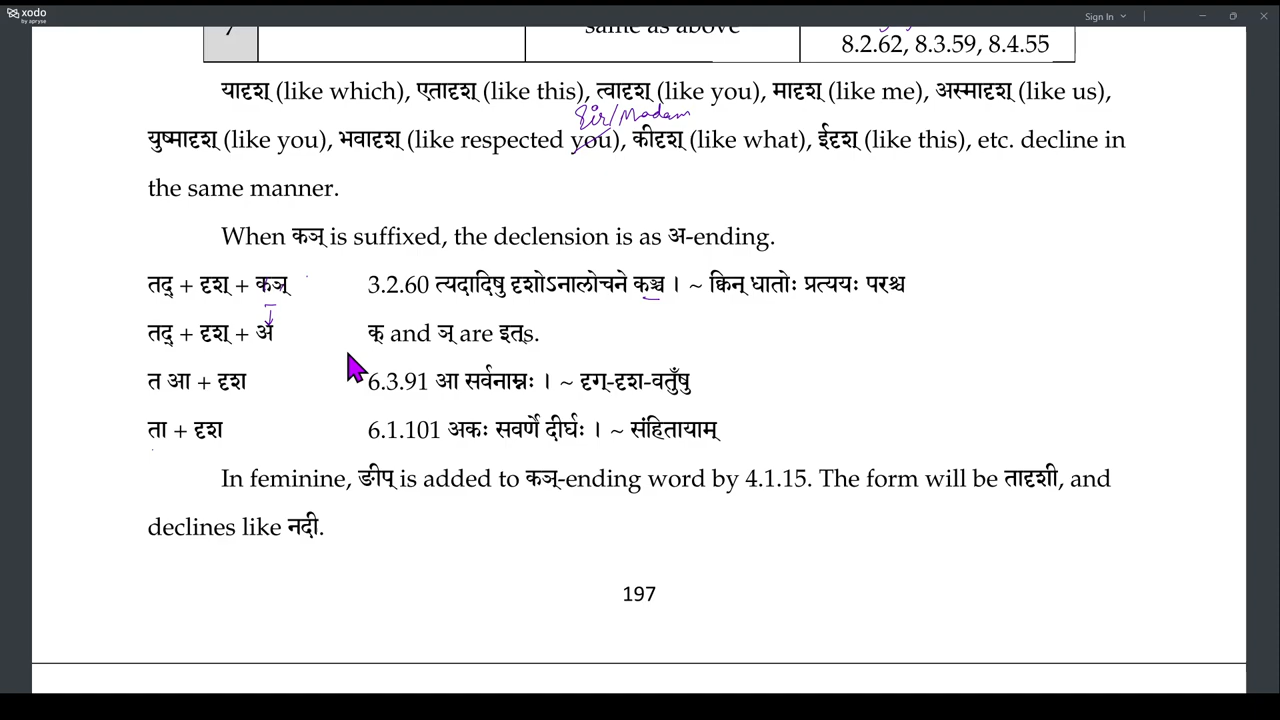 xodo
by apryse
Sign In
7 same as above
8.2.62, 8.3.59, 8.4.55
यादृश् (like which), एतादृश् (like this), त्वादृश् (like you), मादृश् (like me), अस्मादृश् (like us),
Sir/Madam
युष्मादृश् (like you), भवादृश् (like respected you), कीदृश् (like what), ईदृश् (like this), etc. decline in
the same manner.
When कञ् is suffixed, the declension is as अ-ending.
तद् + दृश् + कञ् 3.2.60 त्यदादिषु दृशोऽनालोचने कञ्च । ~ क्विन् धातोः प्रत्ययः परश्च
तद् + दृश् + अ क् and ञ् are इत्s.
त आ + दृश 6.3.91 आ सर्वनाम्नः । ~ दृग्-दृश-वतुँषु
ता + दृश 6.1.101 अकः सवर्णे दीर्घः । ~ संहितायाम्
In feminine, ङीप् is added to कञ्-ending word by 4.1.15. The form will be तादृशी, and
declines like नदी.
197